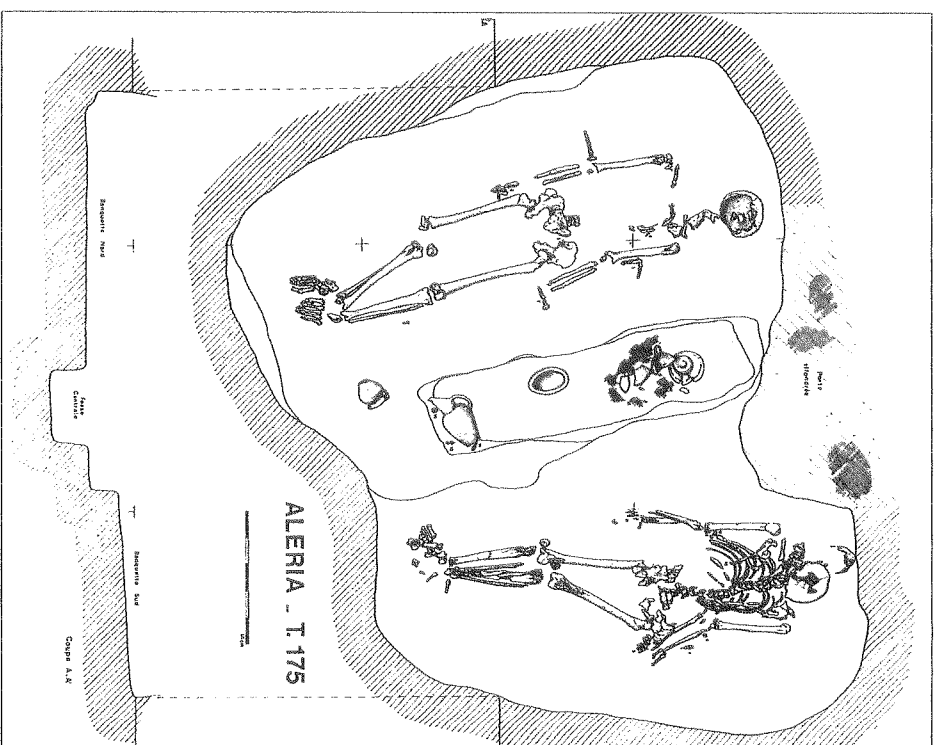 Banquette Nord
Fosse
Centrale
Banquette Sud
Coupe A.A'
ALERIA _ T. 175
Porte
effondrée